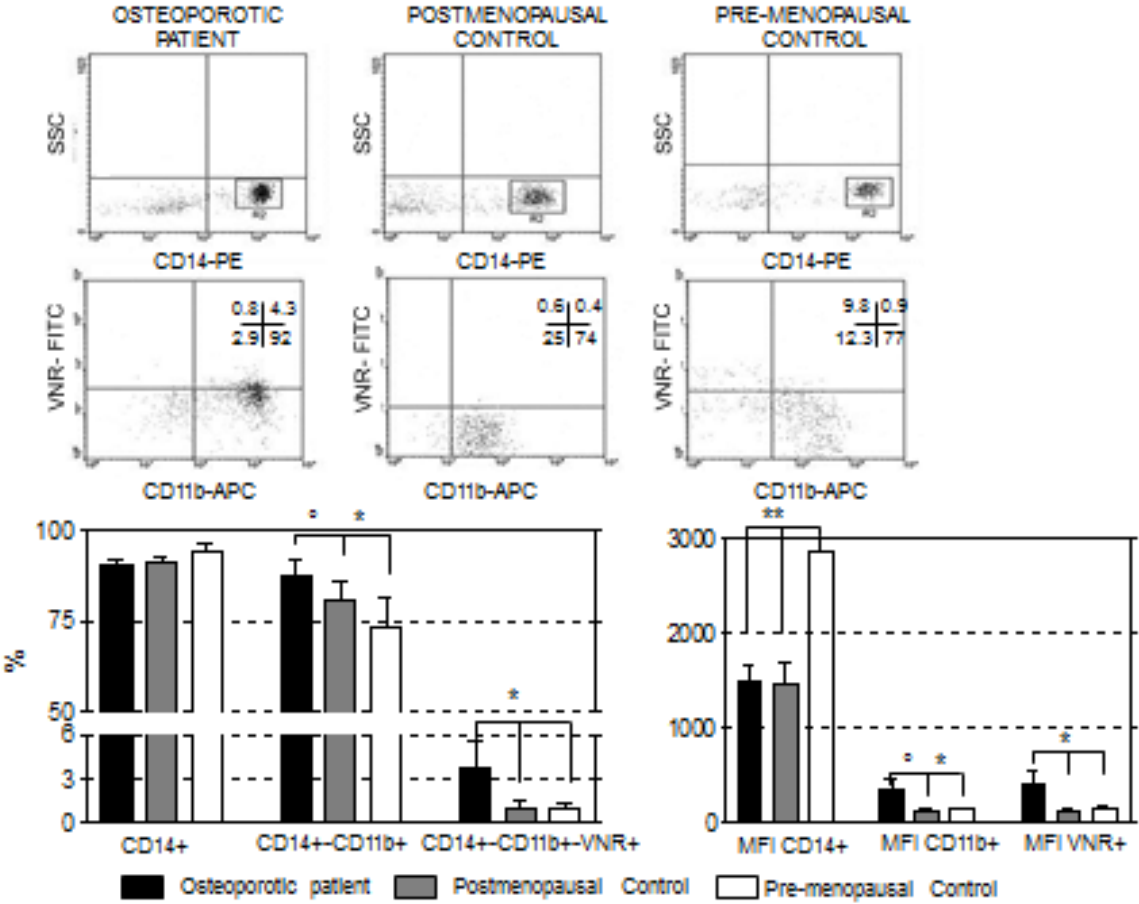 OSTEOPOROTIC PATIENT
POSTMENOPAUSAL CONTROL
PRE-MENOPAUSAL CONTROL
SSC
SSC
SSC
R2
R2
R2
CD14-PE
CD14-PE
CD14-PE
VNR- FITC
0.8 4.3
2.9 92
VNR- FITC
0.6 0.4
25 74
VNR- FITC
9.8 0.9
12.3 77
CD11b-APC
CD11b-APC
CD11b-APC
%
100
75
50
6
3
0
° *
*
CD14+
CD14+-CD11b+
CD14+-CD11b+-VNR+
3000
2000
1000
0
**
° *
*
MFI CD14+
MFI CD11b+
MFI VNR+
Osteoporotic patient
Postmenopausal Control
Pre-menopausal Control